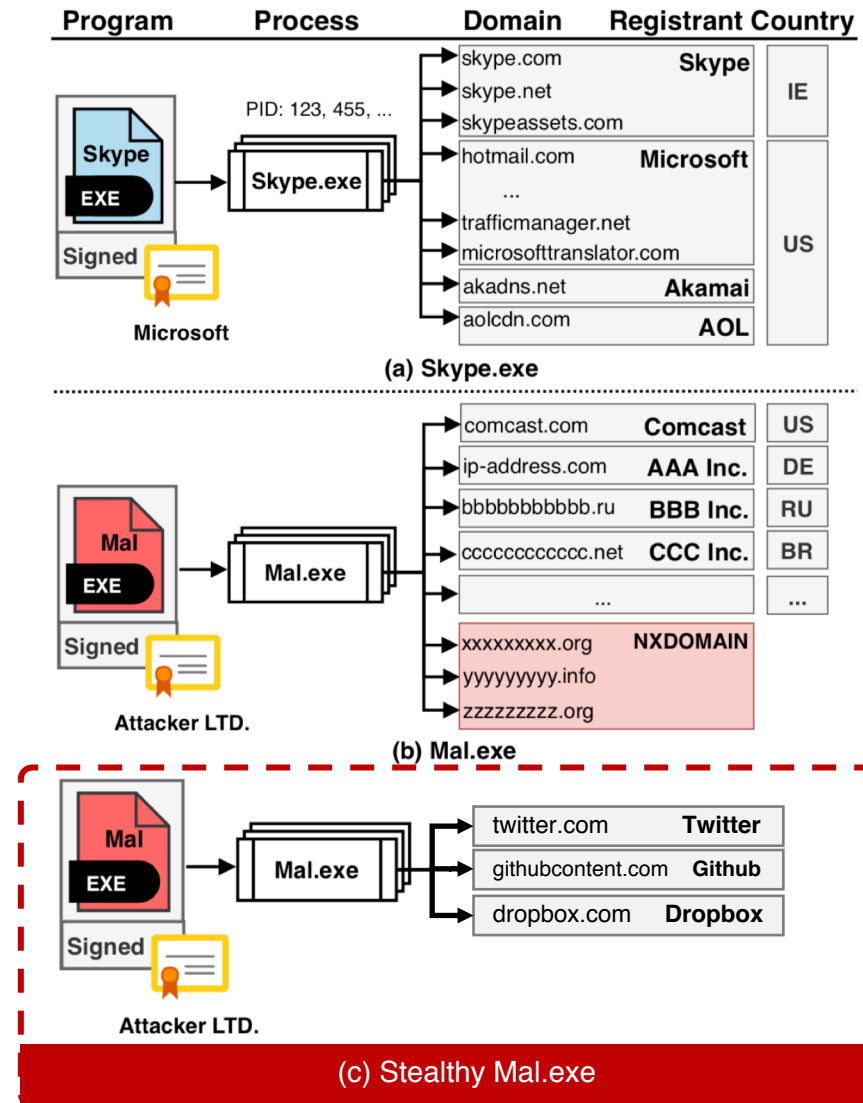 Program Process Domain Registrant Country
skype.com Skype
PID: 123, 455, ...
skype.net
IE
skypeassets.com
Skype
EXE
Skype.exe
hotmail.com Microsoft
...
trafficmanager.net
Signed
microsofttranslator.com
US
akadns.net Akamai
Microsoft
aolcdn.com AOL
(a) Skype.exe
comcast.com Comcast US
ip-address.com AAA Inc. DE
bbbbbbbbbbb.ru BBB Inc. RU
Mal
EXE
Mal.exe
cccccccccccc.net CCC Inc. BR
... ...
Signed
xxxxxxxxx.org NXDOMAIN
yyyyyyyyy.info
zzzzzzzzzz.org
Attacker LTD.
(b) Mal.exe
Mal
EXE
Mal.exe
twitter.com Twitter
githubcontent.com Github
dropbox.com Dropbox
Signed
Attacker LTD.
(c) Stealthy Mal.exe